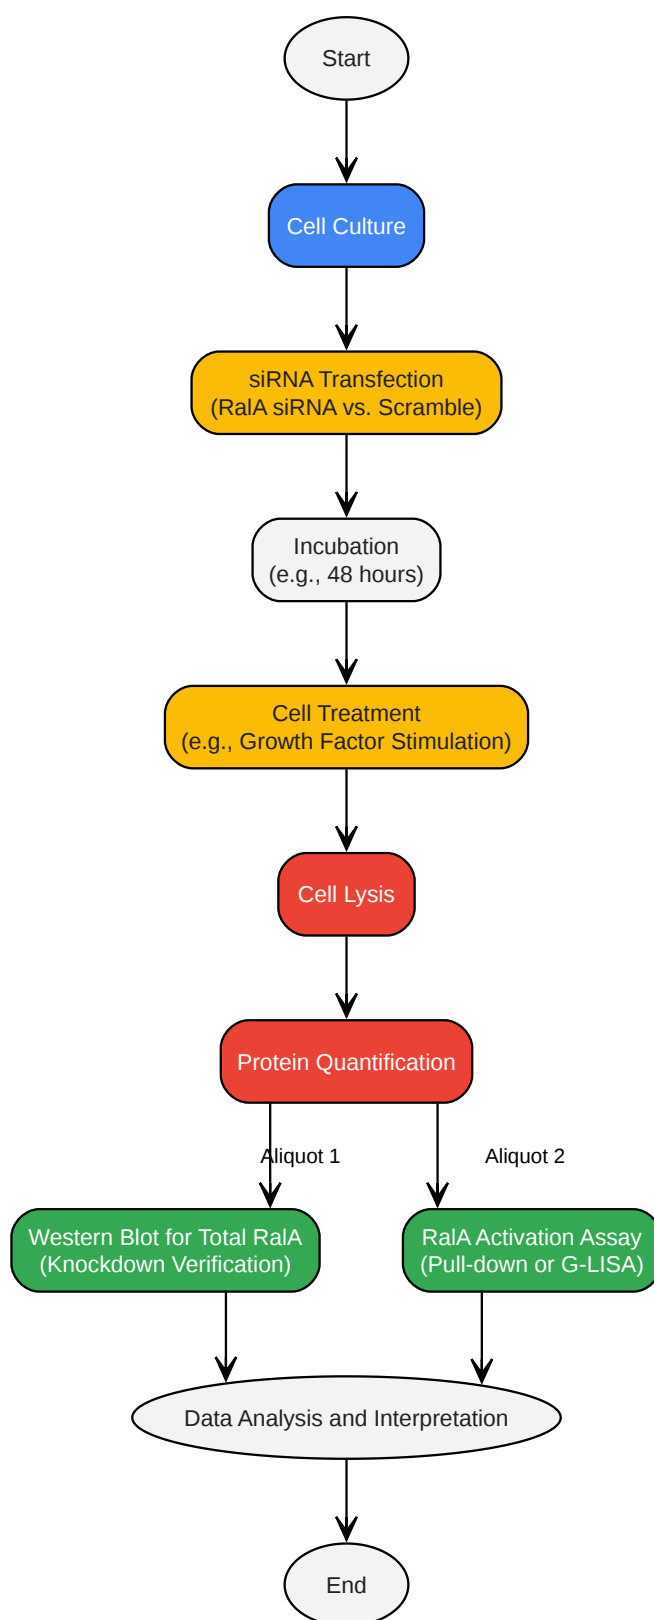 Start
Cell Culture
siRNA Transfection
(RalA siRNA vs. Scramble)
Incubation
(e.g., 48 hours)
Cell Treatment
(e.g., Growth Factor Stimulation)
Cell Lysis
Protein Quantification
Aliquot 1
Aliquot 2
Western Blot for Total RalA
(Knockdown Verification)
RalA Activation Assay
(Pull-down or G-LISA)
Data Analysis and Interpretation
End